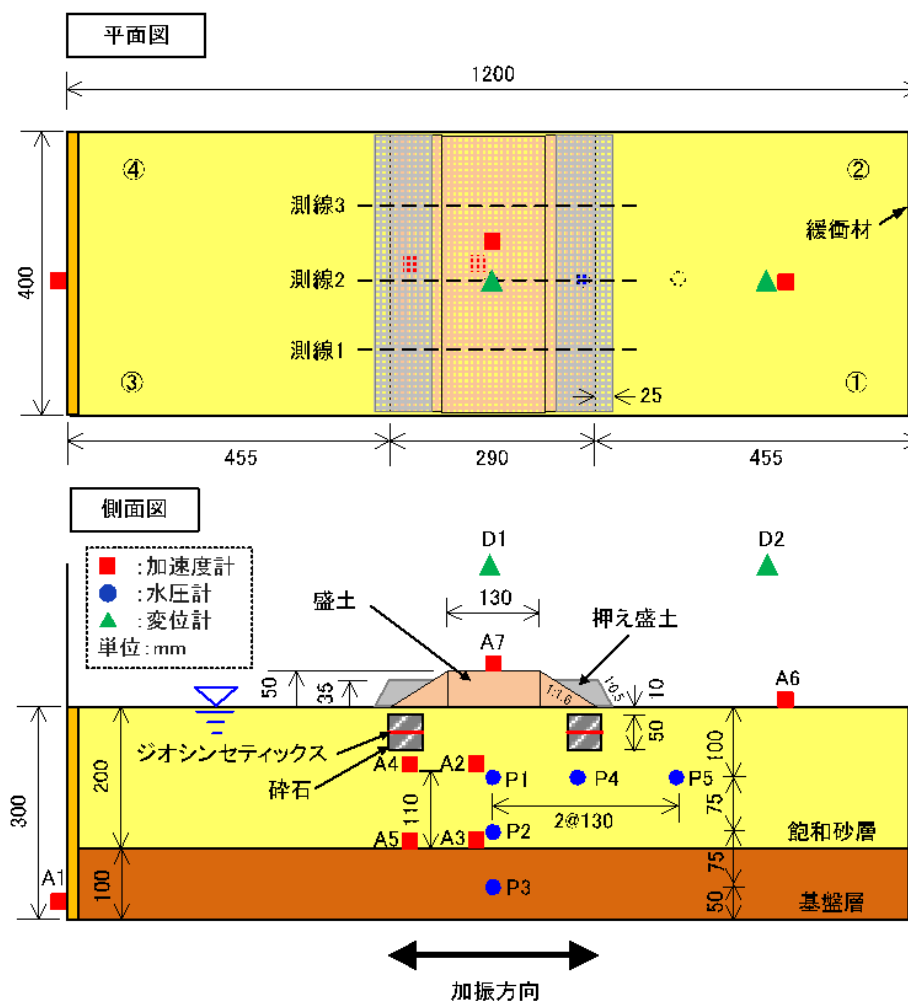 平面図
1200
④
②
測線3
緩衝材
400
測線2
測線1
③
①
25
455
290
455
側面図
D1
D2
:加速度計
:水圧計
:変位計
単位:mm
盛土
130
押え盛土
A7
A6
50
35
1:1.6
1:0.5
10
ジオシンセティックス
50
100
砕石
A4
A2
P1
P4
P5
300
200
110
2@130
75
P2
A5
A3
飽和砂層
75
A1
100
P3
50
基盤層
加振方向